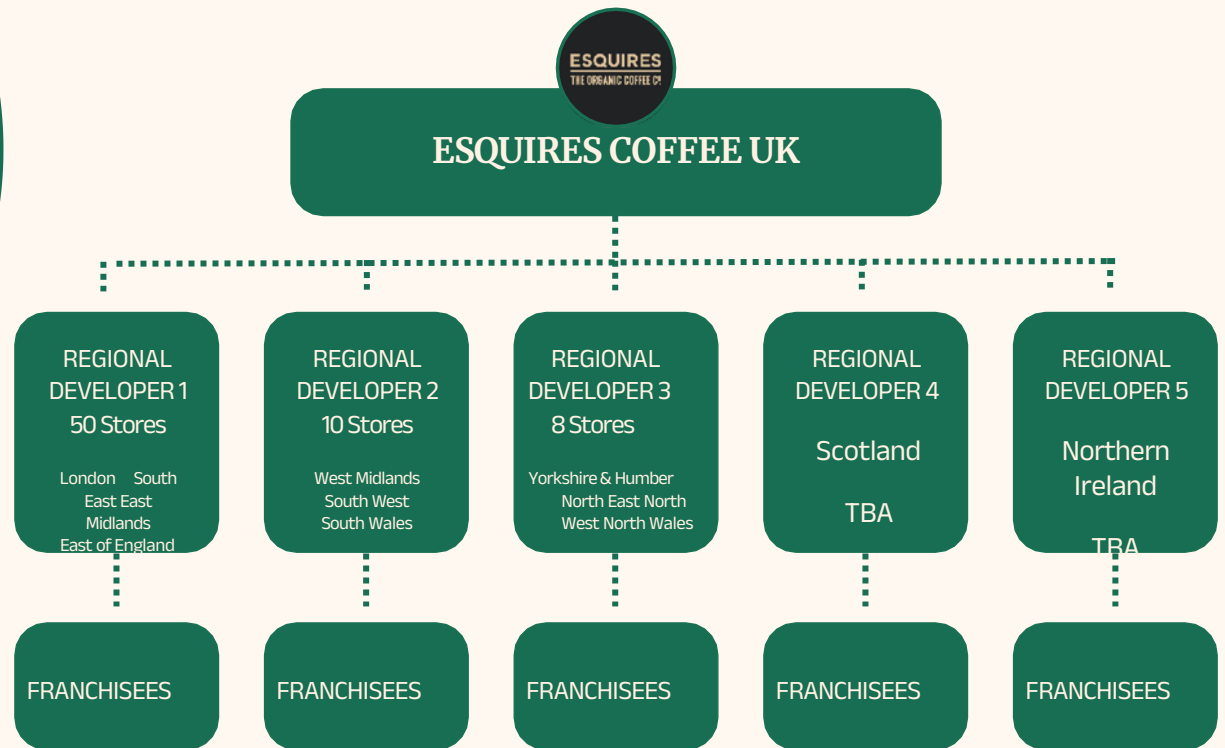 ESQUIRES
THE ORGANIC COFFEE Cº
ESQUIRES COFFEE UK
REGIONAL
DEVELOPER 1
50 Stores
London South
East East
Midlands
East of England
REGIONAL
DEVELOPER 2
10 Stores
West Midlands
South West
South Wales
REGIONAL
DEVELOPER 3
8 Stores
Yorkshire & Humber
North East North
West North Wales
REGIONAL
DEVELOPER 4
Scotland
TBA
REGIONAL
DEVELOPER 5
Northern
Ireland
TBA
FRANCHISEES
FRANCHISEES
FRANCHISEES
FRANCHISEES
FRANCHISEES